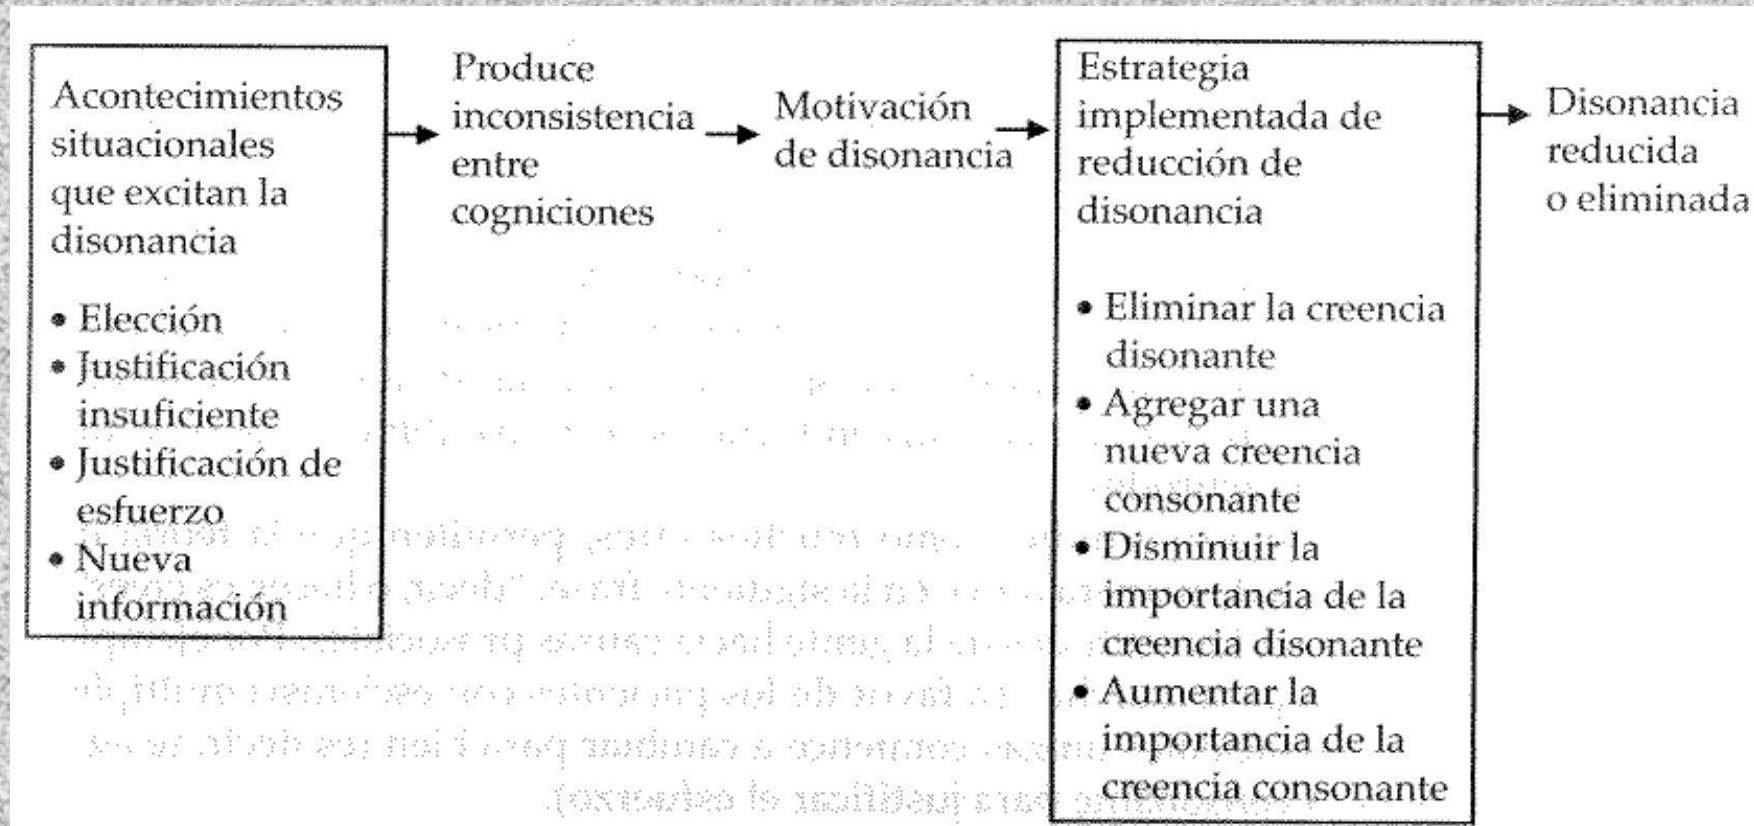 Acontecimientos
situacionales
que excitan la
disonancia
• Elección
• Justificación
insuficiente
• Justificación de
esfuerzo
• Nueva
información
Produce
inconsistencia
entre
cogniciones
Motivación
de disonancia
Estrategia
implementada de
reducción de
disonancia
• Eliminar la creencia
disonante
• Agregar una
nueva creencia
consonante
• Disminuir la
importancia de la
creencia disonante
• Aumentar la
importancia de la
creencia consonante
Disonancia
reducida
o eliminada